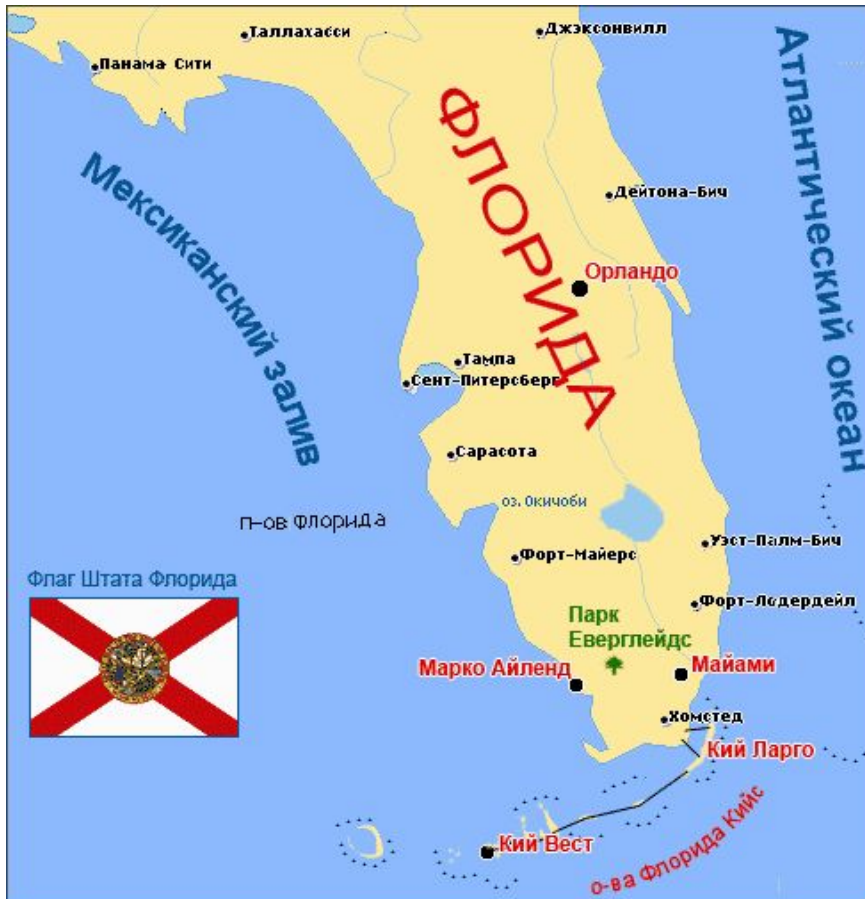 Таллахасси
Джэксонвилл
Панама Сити
Атлантический океан
ФЛОРИДА
Мексиканский залив
Дейтона-Бич
Орландо
Тампа
Сент-Питерсберг
Сарасота
оз. Окичоби
п-ов Флорида
Уэст-Палм-Бич
Форт-Майерс
Флаг Штата Флорида
Форт-Лодердейл
Парк
Еверглейдс
Марко Айленд
Майами
Хомстед
Кий Ларго
Кий Вест
о-ва Флорида Кийс